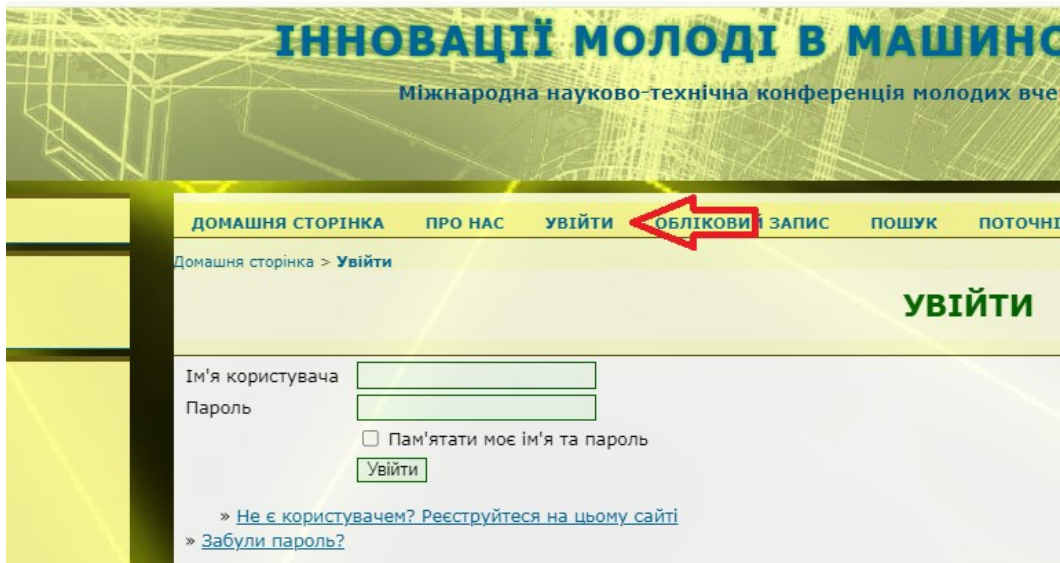 ІННОВАЦІЇ МОЛОДІ В МАШИНО
Міжнародна науково-технічна конференція молодих вче
ДОМАШНЯ СТОРІНКА ПРО НАС УВІЙТИ ОБЛІКОВИЙ ЗАПИС ПОШУК ПОТОЧНІ
Домашня сторінка > Увійти
УВІЙТИ
Ім'я користувача
Пароль
Пам'ятати моє ім'я та пароль
Увійти
» Не є користувачем? Реєструйтеся на цьому сайті
» Забули пароль?